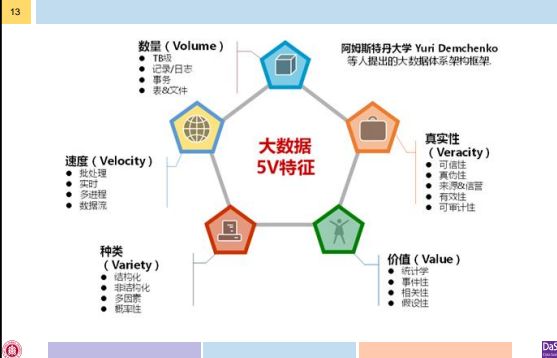 13
数量（Volume）
TB级
记录/日志
事务
表&文件
阿姆斯特丹大学 Yuri Demchenko
等人提出的大数据体系架构框架.
大数据
5V特征
速度（Velocity）
批处理
实时
多进程
数据流
真实性
（Veracity）
可信性
真伪性
来源&信誉
有效性
可审计性
种类
（Variety）
结构化
非结构化
多因素
概率性
价值（Value）
统计学
事件性
相关性
假设性
DaS